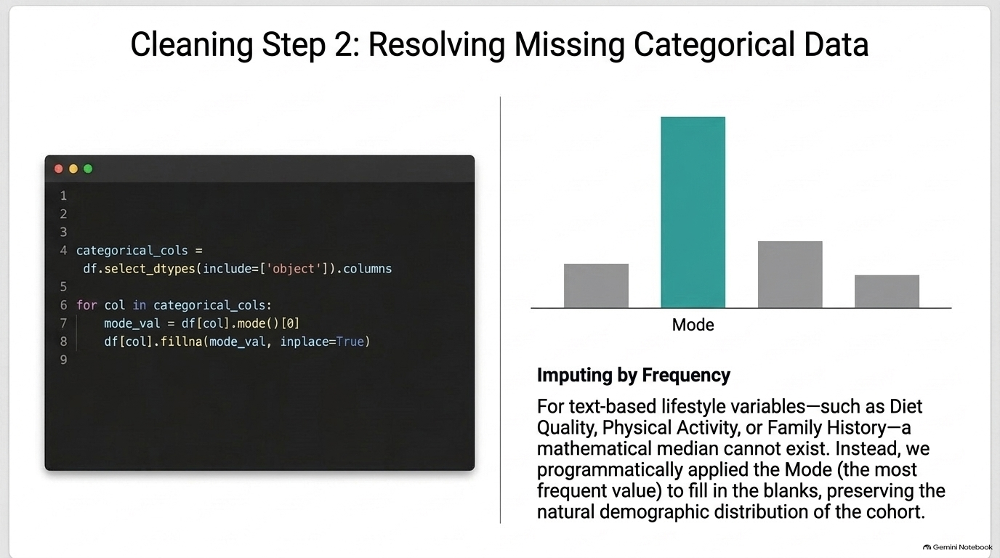 Cleaning Step 2: Resolving Missing Categorical Data
1
2
3
4 categorical_cols =
df.select_dtypes(include=['object']).columns
5
6 for col in categorical_cols:
7 mode_val = df[col].mode()[0]
8 df[col].fillna(mode_val, inplace=True)
9
Mode
Imputing by Frequency
For text-based lifestyle variables—such as Diet
Quality, Physical Activity, or Family History—a
mathematical median cannot exist. Instead, we
programmatically applied the Mode (the most
frequent value) to fill in the blanks, preserving the
natural demographic distribution of the cohort.
Gemini Notebook